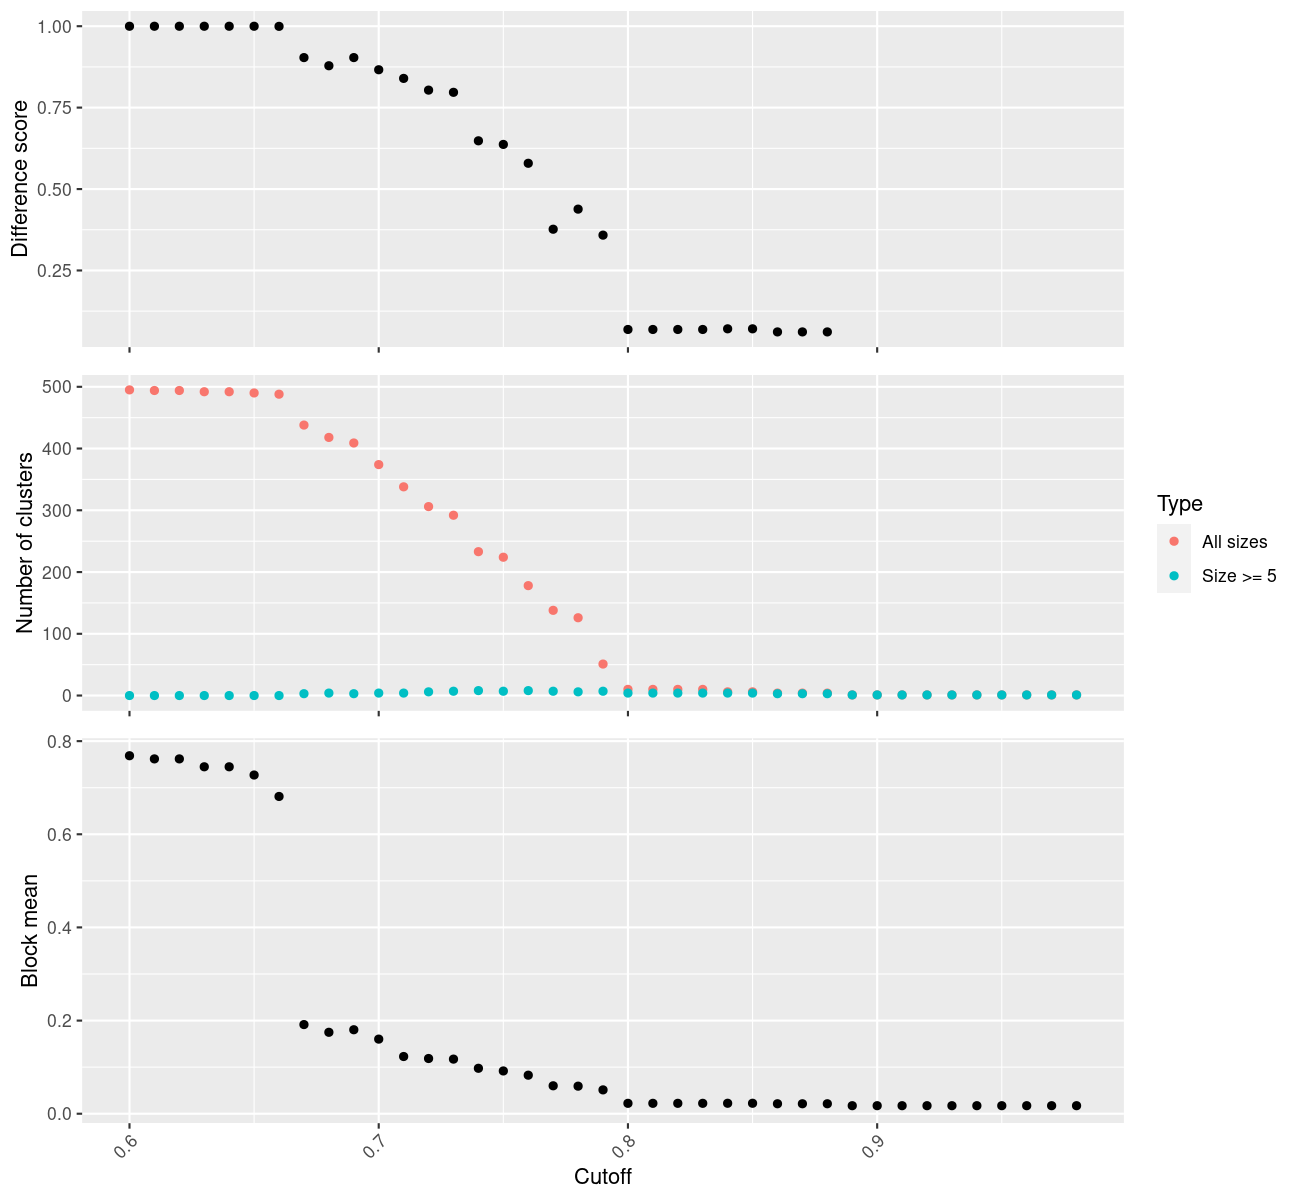 Difference score
1.00
0.75
0.50
0.25
Number of clusters
500
400
300
200
100
0
Type
All sizes
Size >= 5
Block mean
0.8
0.6
0.4
0.2
0.0
0.6 0.7 0.8 0.9
Cutoff